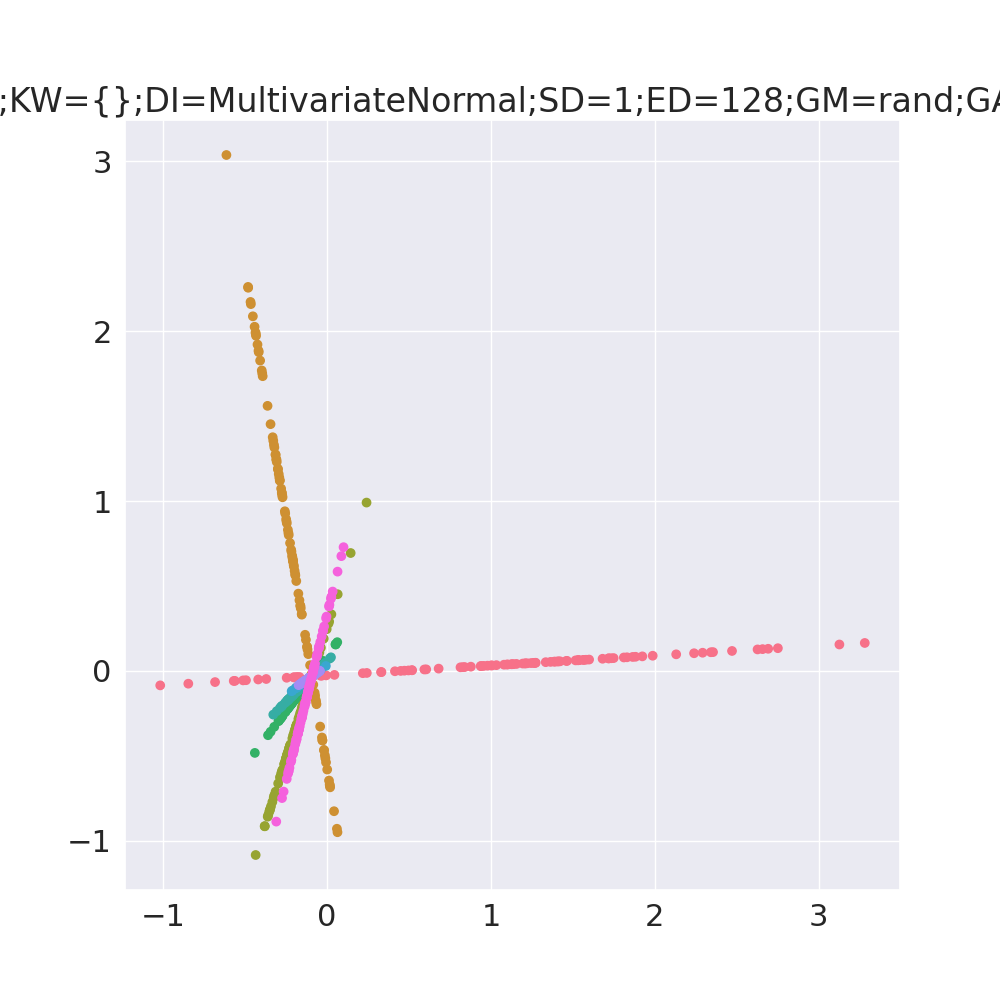 ;KW={};DI=MultivariateNormal;SD=1;ED=128;GM=rand;GA
3
2
1
0
−1
−1 0 1 2 3